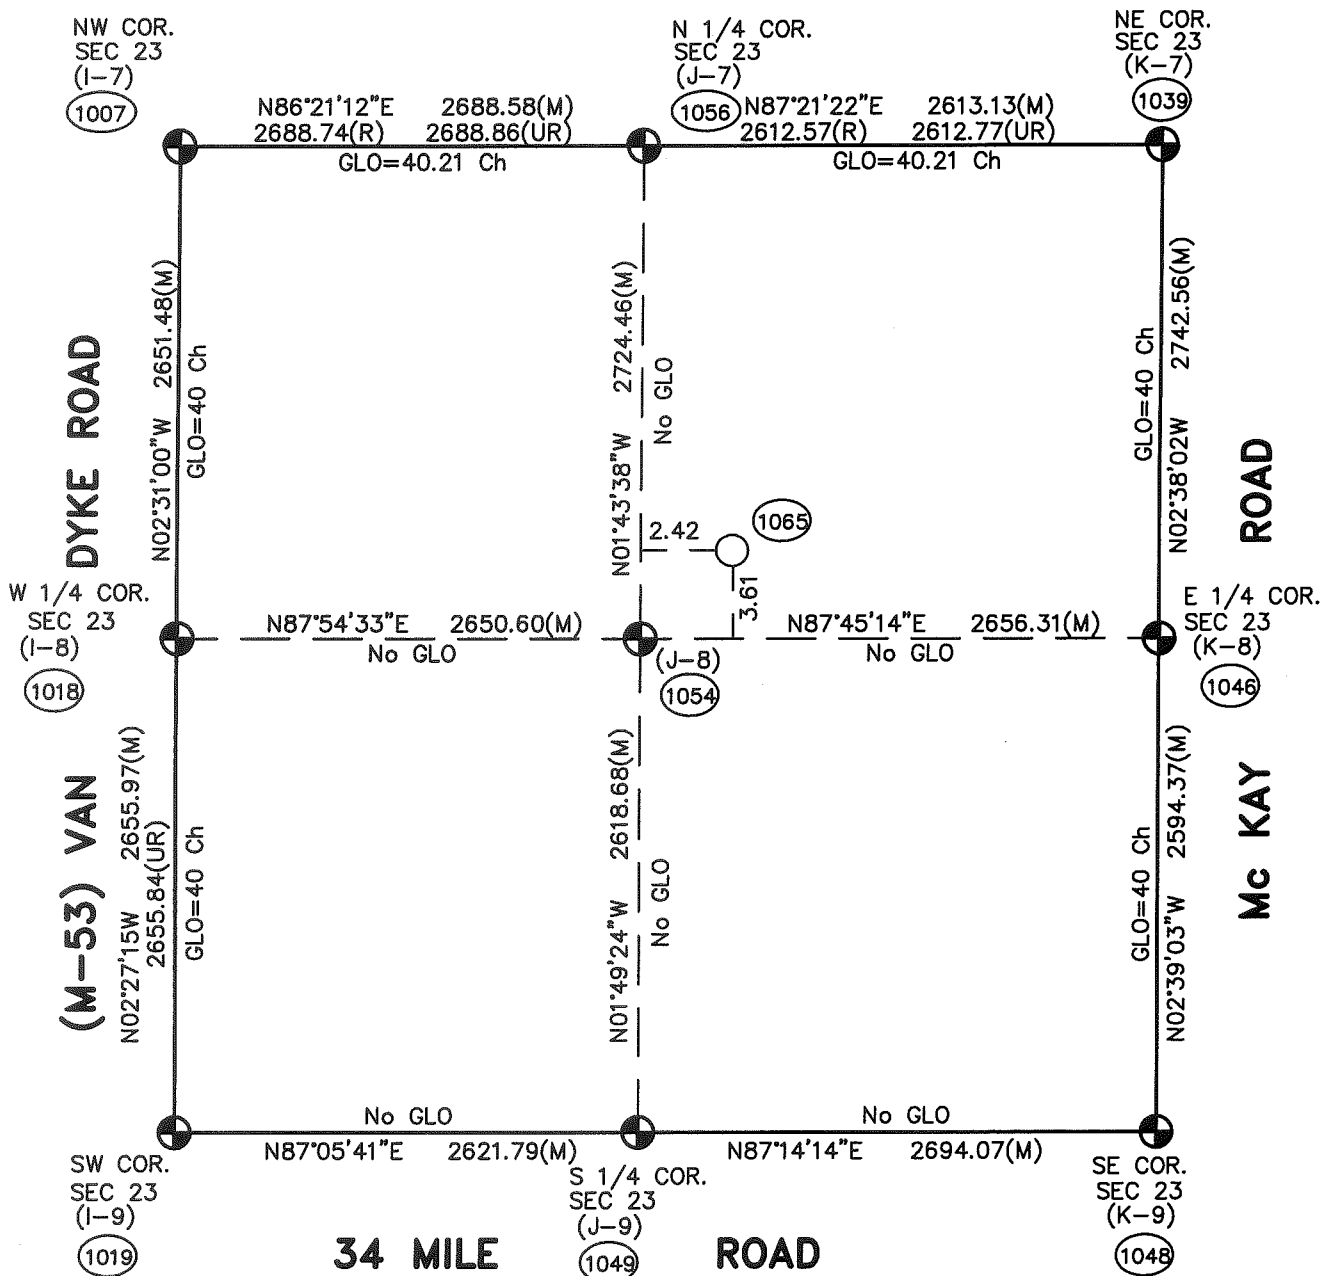 NW COR.
SEC 23
(I-7)
1007
N 1/4 COR.
SEC 23
(J-7)
1056
NE COR.
SEC 23
(K-7)
1039
N86°21'12"E 2688.58(M)
2688.74(R) 2688.86(UR)
GLO=40.21 Ch
N87°21'22"E 2613.13(M)
2612.57(R) 2612.77(UR)
GLO=40.21 Ch
N02°31'00"W 2651.48(M)
GLO=40 Ch
N01°43'38"W 2724.46(M)
No GLO
N02°38'02W 2742.56(M)
GLO=40 Ch
2.42
1065
3.61
W 1/4 COR.
SEC 23
(I-8)
1018
N87°54'33"E 2650.60(M)
No GLO
(J-8)
1054
N87°45'14"E 2656.31(M)
No GLO
E 1/4 COR.
SEC 23
(K-8)
1046
(M-53) VAN DYKE ROAD
N02°27'15W 2655.97(M)
2655.84(UR)
GLO=40 Ch
N01°49'24"W 2618.68(M)
No GLO
N02°39'03"W 2594.37(M)
GLO=40 Ch
Mc KAY ROAD
No GLO
N87°05'41"E 2621.79(M)
No GLO
N87°14'14"E 2694.07(M)
SW COR.
SEC 23
(I-9)
1019
S 1/4 COR.
SEC 23
(J-9)
1049
SE COR.
SEC 23
(K-9)
1048
34 MILE ROAD